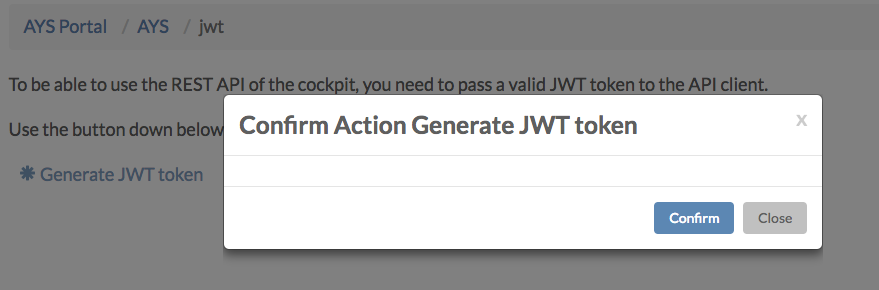 AYS Portal / AYS / jwt
To be able to use the REST API of the cockpit, you need to pass a valid JWT token to the API client.
Use the button down below
Generate JWT token
Confirm Action Generate JWT token x
Confirm Close